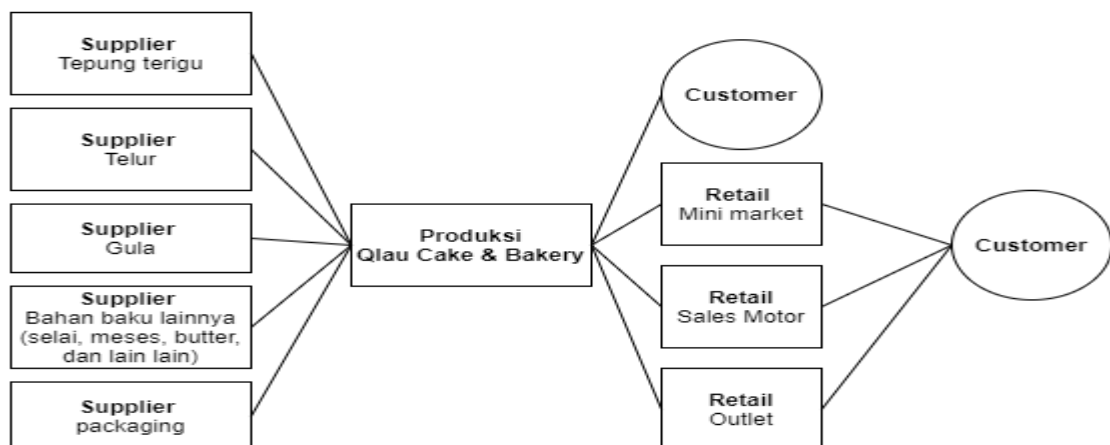 Supplier
Tepung terigu
Supplier
Telur
Supplier
Gula
Supplier
Bahan baku lainnya
(selai, meses, butter,
dan lain lain)
Supplier
packaging
Produksi
Qlau Cake & Bakery
Customer
Retail
Mini market
Retail
Sales Motor
Retail
Outlet
Customer